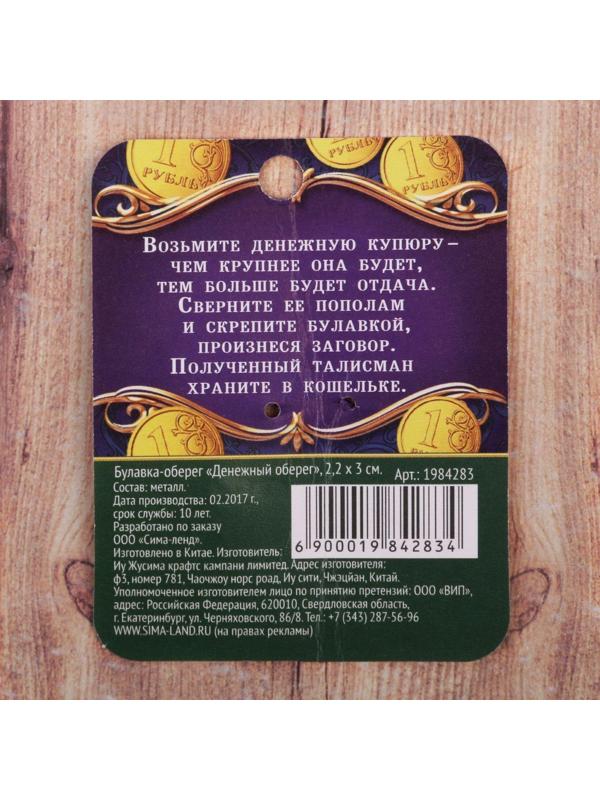 1
РУБЛЬ
1
РУБЛЬ
1
РУБЛЬ
Возьмите денежную купюру –
чем крупнее она будет,
тем больше будет отдача.
Сверните ее пополам
и скрепите булавкой,
произнеся заговор.
Полученный талисман
храните в кошельке.
1
1
Булавка-оберег «Денежный оберег», 2,2 x 3 см. Арт.: 1984283
Состав: металл.
Дата производства: 02.2017 г.,
срок службы: 10 лет.
Разработано по заказу
ООО «Сима-ленд».
Изготовлено в Китае. Изготовитель:
6 900019 842834
Иу Жусима крафтс кампани лимитед. Адрес изготовителя:
ф3, номер 781, Чаочжоу норс роад, Иу сити, Чжэцйан, Китай.
Уполномоченное изготовителем лицо по принятию претензий: ООО «ВИП»,
адрес: Российская Федерация, 620010, Свердловская область,
г. Екатеринбург, ул. Черняховского, 86/8. Тел.: +7 (343) 287-56-96
WWW.SIMA-LAND.RU (на правах рекламы)